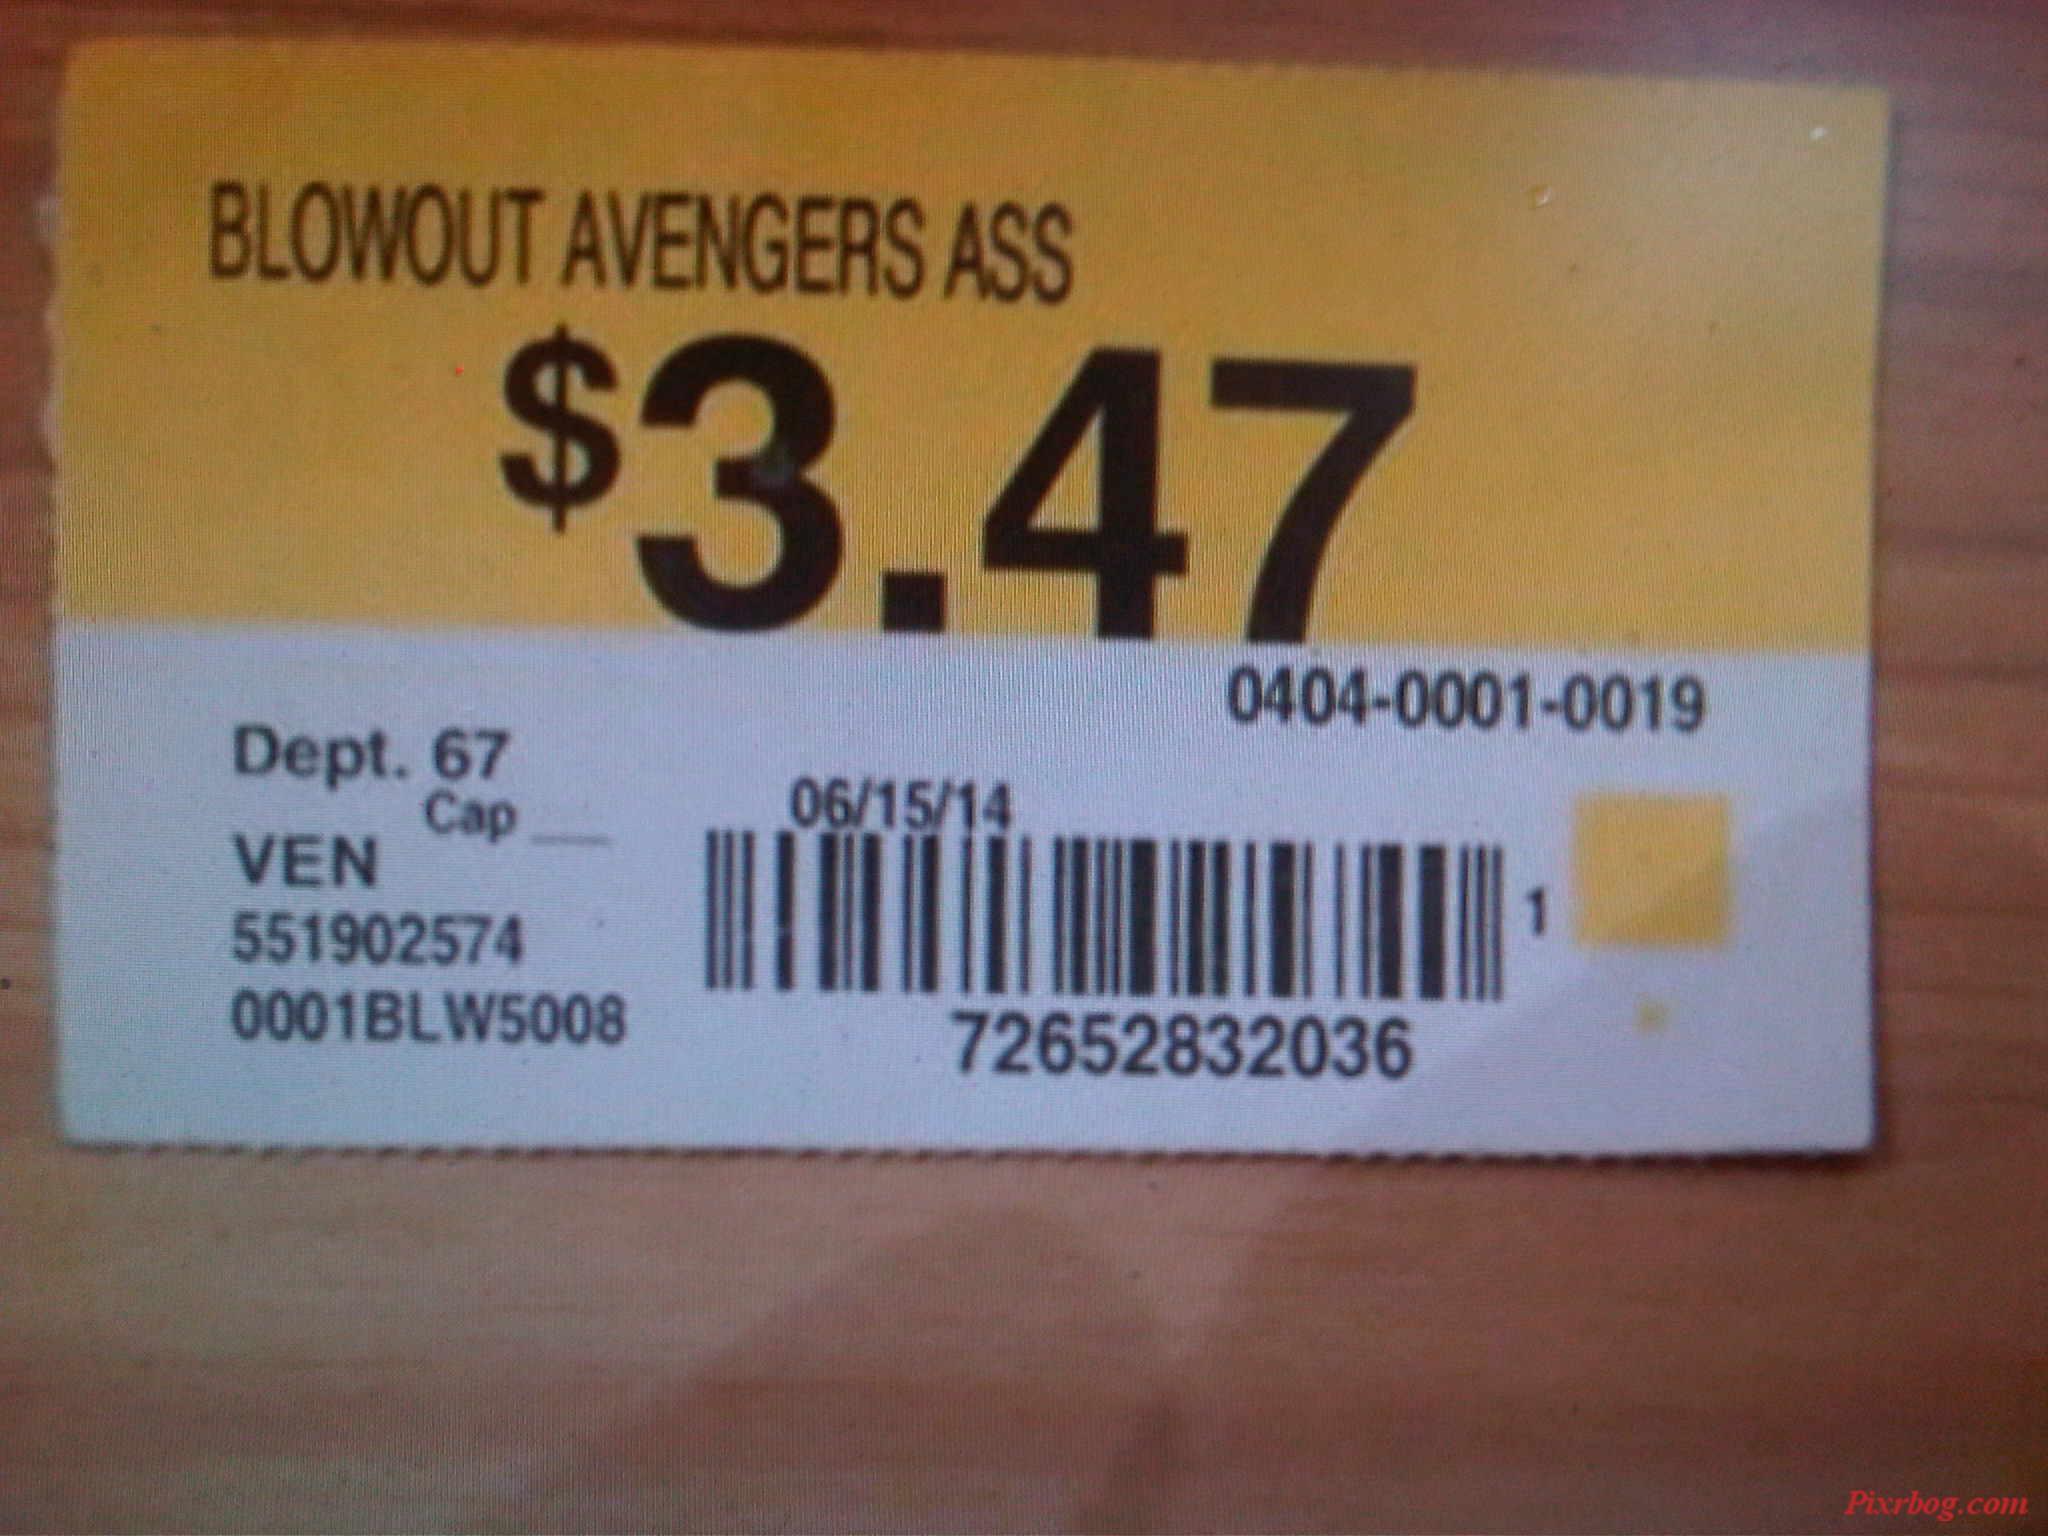 BLOWOUT AVENGERS ASS
$3.47
0404-0001-0019
Dept. 67
Cap __
06/15/14
VEN
551902574
0001BLW5008
1
72652832036
Pixrbog.com